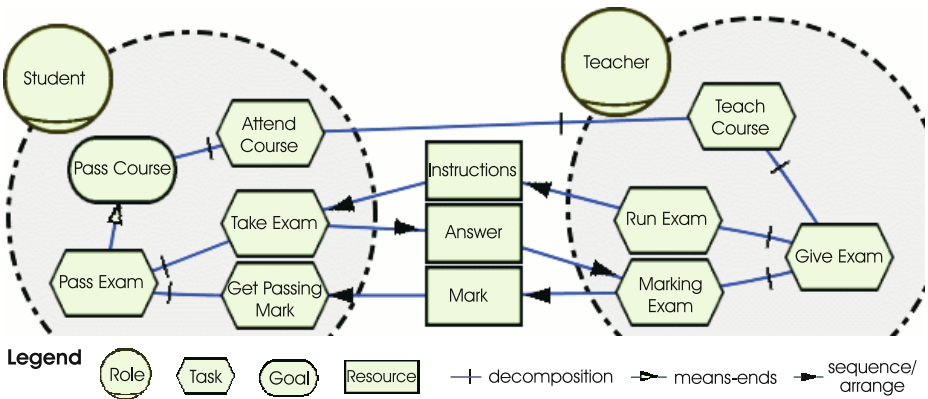 Student
Teacher
Attend
Course
Teach
Course
Pass Course
Instructions
Take Exam
Answer
Run Exam
Pass Exam
Get Passing
Mark
Mark
Marking
Exam
Give Exam
Legend
Role
Task
Goal
Resource
decomposition
means-ends
sequence/
arrange